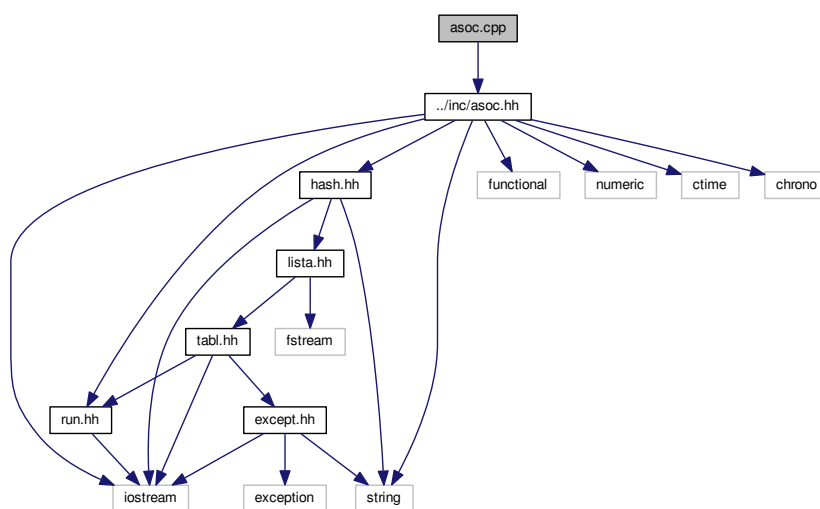 asoc.cpp
../inc/asoc.hh
hash.hh
functional
numeric
ctime
chrono
lista.hh
tabl.hh
fstream
run.hh
except.hh
iostream
exception
string